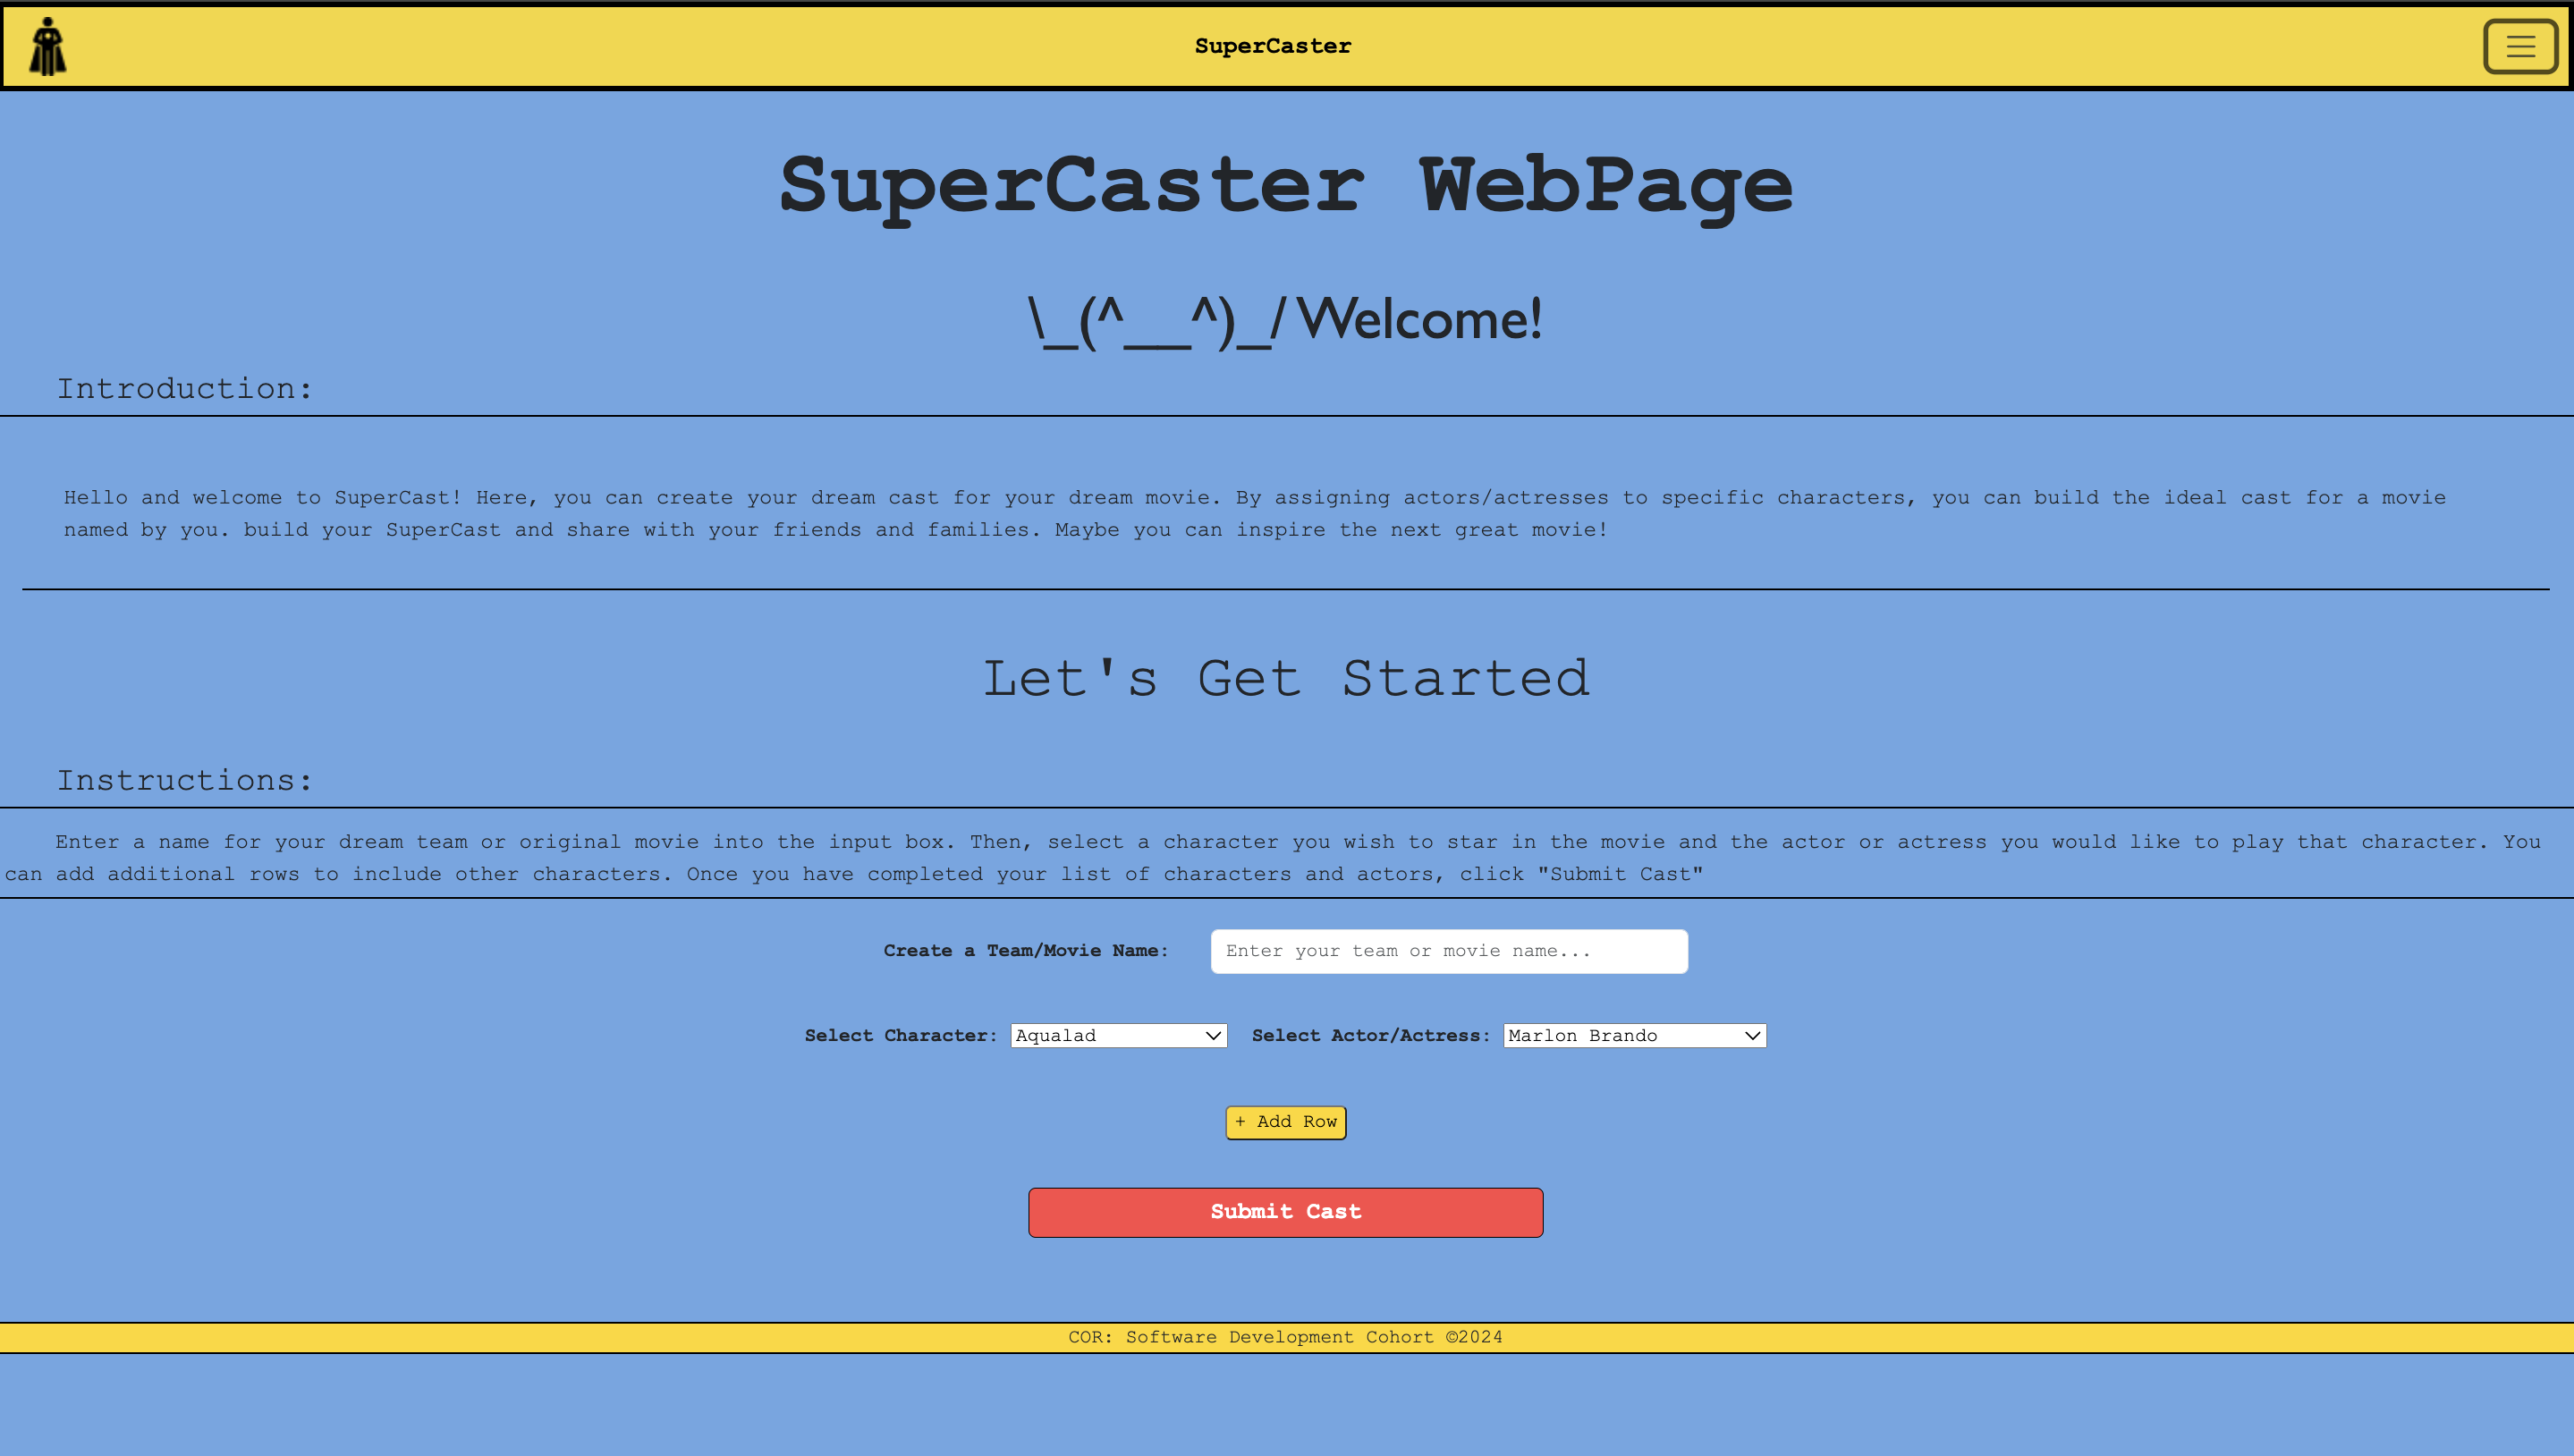 SuperCaster
SuperCaster WebPage
\_(^__^)_/ Welcome!
Introduction:
Hello and welcome to SuperCast! Here, you can create your dream cast for your dream movie. By assigning actors/actresses to specific characters, you can build the ideal cast for a movie
named by you. build your SuperCast and share with your friends and families. Maybe you can inspire the next great movie!
Let's Get Started
Instructions:
Enter a name for your dream team or original movie into the input box. Then, select a character you wish to star in the movie and the actor or actress you would like to play that character. You
can add additional rows to include other characters. Once you have completed your list of characters and actors, click "Submit Cast"
Create a Team/Movie Name: Enter your team or movie name...
Select Character: Aqualad Select Actor/Actress: Marlon Brando
+ Add Row
Submit Cast
COR: Software Development Cohort ©2024